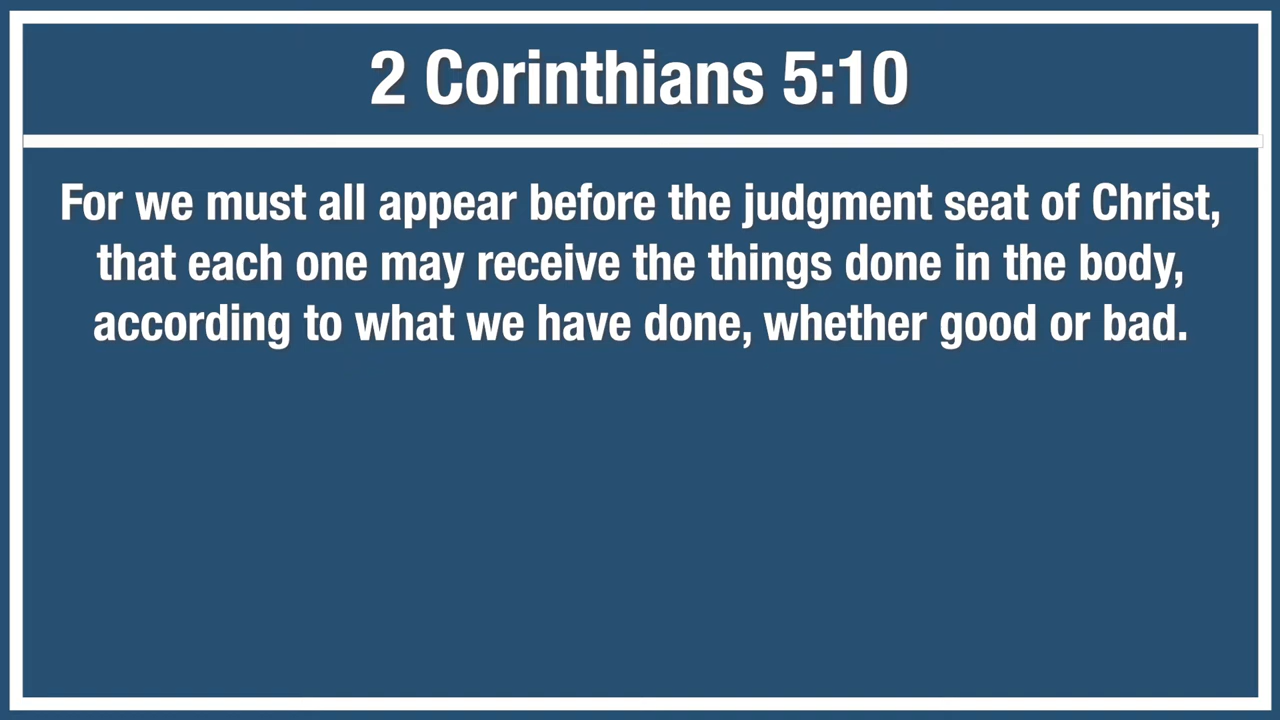 2 Corinthians 5:10
For we must all appear before the judgment seat of Christ,
that each one may receive the things done in the body,
according to what we have done, whether good or bad.